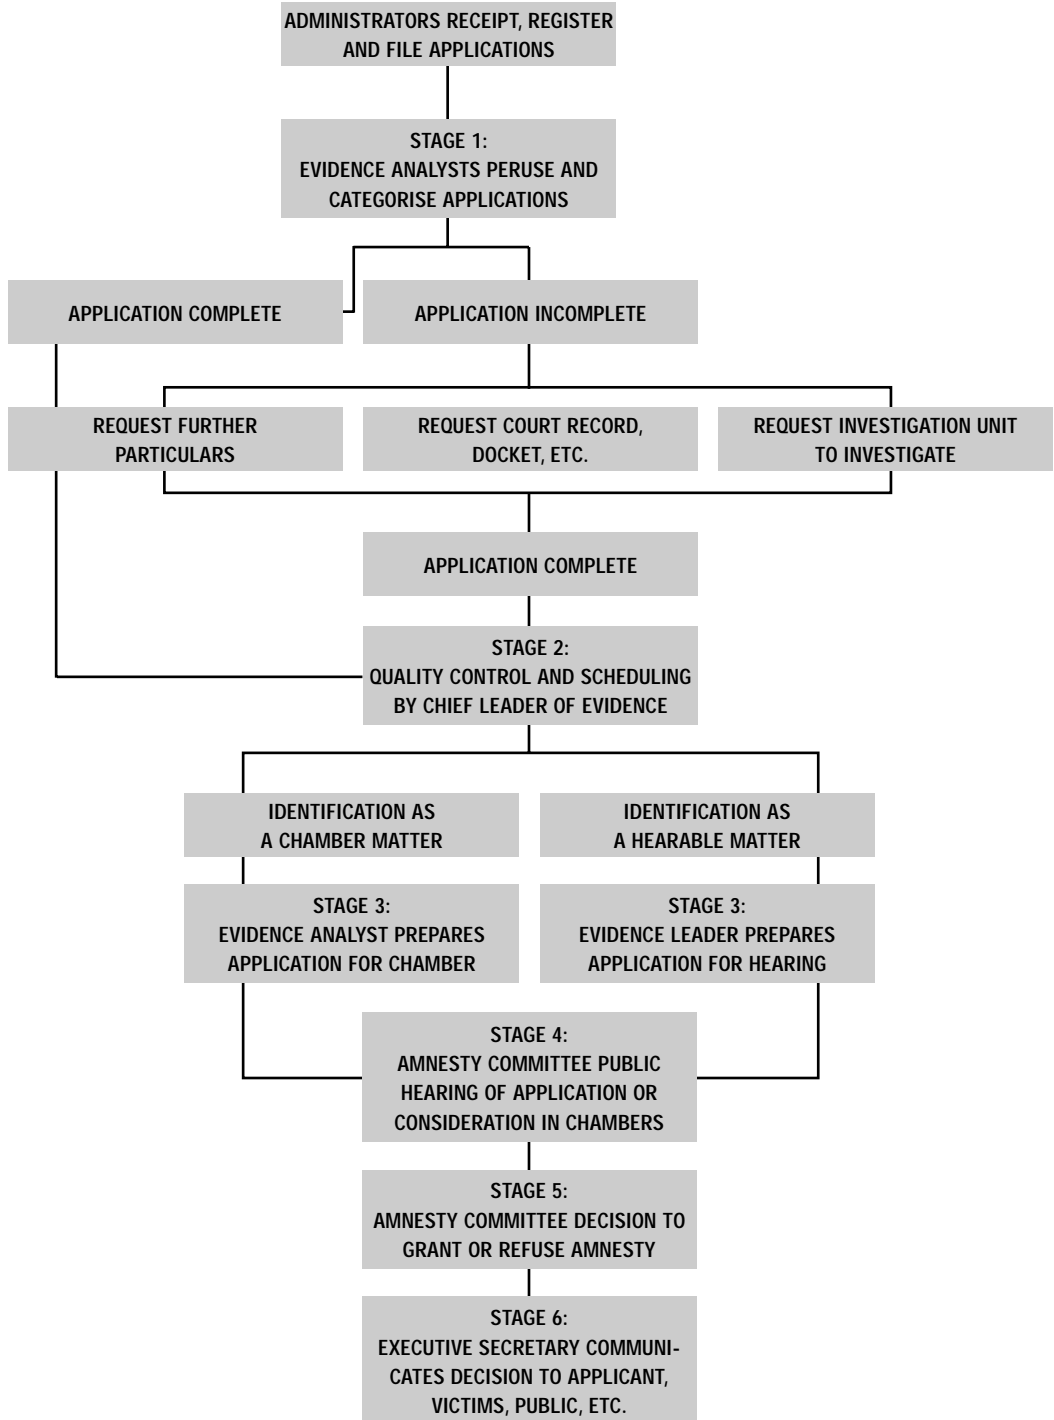 ADMINISTRATORS RECEIPT, REGISTER
AND FILE APPLICATIONS
STAGE 1:
EVIDENCE ANALYSTS PERUSE AND
CATEGORISE APPLICATIONS
APPLICATION COMPLETE
APPLICATION INCOMPLETE
REQUEST FURTHER
PARTICULARS
REQUEST COURT RECORD,
DOCKET, ETC.
REQUEST INVESTIGATION UNIT
TO INVESTIGATE
APPLICATION COMPLETE
STAGE 2:
QUALITY CONTROL AND SCHEDULING
BY CHIEF LEADER OF EVIDENCE
IDENTIFICATION AS
A CHAMBER MATTER
IDENTIFICATION AS
A HEARABLE MATTER
STAGE 3:
EVIDENCE ANALYST PREPARES
APPLICATION FOR CHAMBER
STAGE 3:
EVIDENCE LEADER PREPARES
APPLICATION FOR HEARING
STAGE 4:
AMNESTY COMMITTEE PUBLIC
HEARING OF APPLICATION OR
CONSIDERATION IN CHAMBERS
STAGE 5:
AMNESTY COMMITTEE DECISION TO
GRANT OR REFUSE AMNESTY
STAGE 6:
EXECUTIVE SECRETARY COMMUNI-
CATES DECISION TO APPLICANT,
VICTIMS, PUBLIC, ETC.